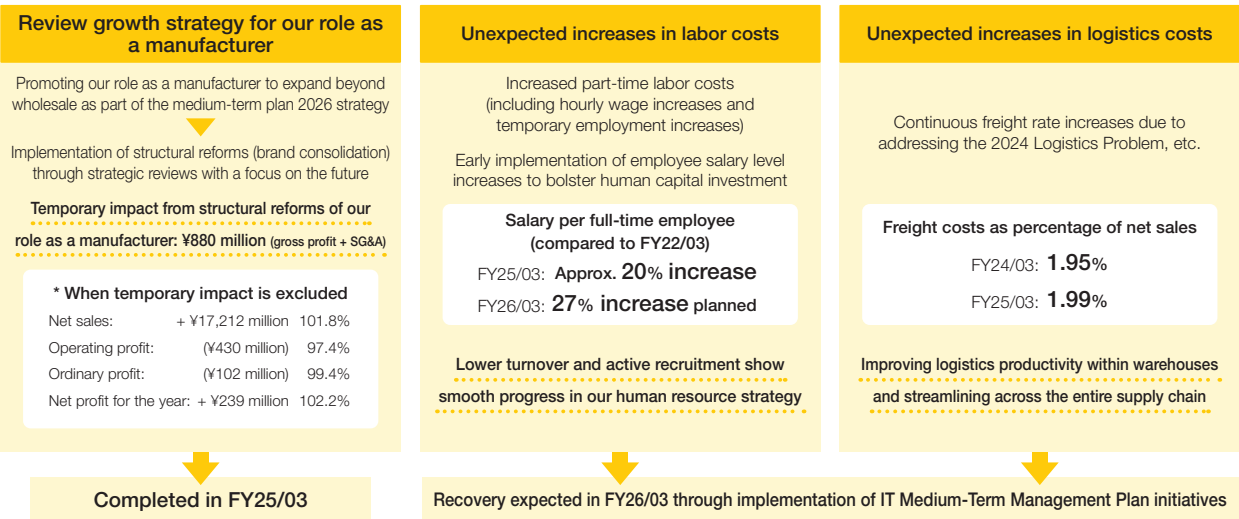 Review growth strategy for our role as
a manufacturer
Promoting our role as a manufacturer to expand beyond
wholesale as part of the medium-term plan 2026 strategy
Implementation of structural reforms (brand consolidation)
through strategic reviews with a focus on the future
Temporary impact from structural reforms of our
role as a manufacturer: ¥880 million (gross profit + SG&A)
* When temporary impact is excluded
Net sales: + ¥17,212 million 101.8%
Operating profit: (¥430 million) 97.4%
Ordinary profit: (¥102 million) 99.4%
Net profit for the year: + ¥239 million 102.2%
Completed in FY25/03
Unexpected increases in labor costs
Increased part-time labor costs
(including hourly wage increases and
temporary employment increases)
Early implementation of employee salary level
increases to bolster human capital investment
Salary per full-time employee
(compared to FY22/03)
FY25/03: Approx. 20% increase
FY26/03: 27% increase planned
Lower turnover and active recruitment show
smooth progress in our human resource strategy
Unexpected increases in logistics costs
Continuous freight rate increases due to
addressing the 2024 Logistics Problem, etc.
Freight costs as percentage of net sales
FY24/03: 1.95%
FY25/03: 1.99%
Improving logistics productivity within warehouses
and streamlining across the entire supply chain
Recovery expected in FY26/03 through implementation of IT Medium-Term Management Plan initiatives